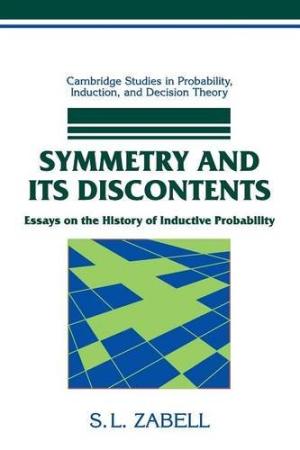 Cambridge Studies in Probability,
Induction, and Decision Theory
SYMMETRY AND
ITS DISCONTENTS
Essays on the History of Inductive Probability
S.L. ZABELL